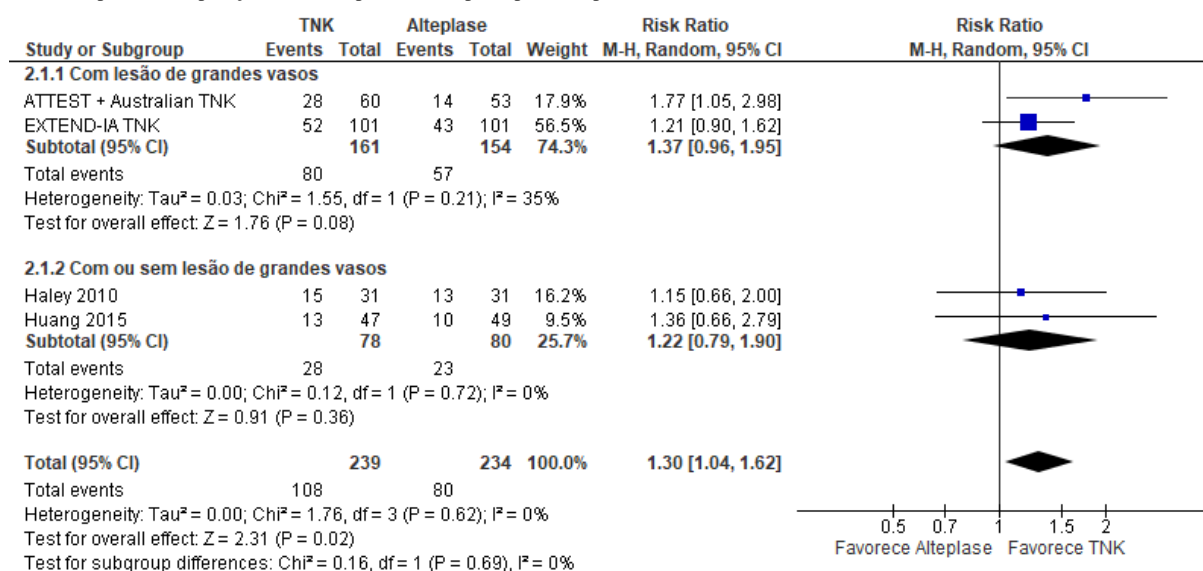 TNK Alteplase Risk Ratio Risk Ratio
Study or Subgroup Events Total Events Total Weight M-H, Random, 95% CI M-H, Random, 95% CI
2.1.1 Com lesão de grandes vasos
ATTEST + Australian TNK 28 60 14 53 17.9% 1.77 [1.05, 2.98]
EXTEND-IA TNK 52 101 43 101 56.5% 1.21 [0.90, 1.62]
Subtotal (95% CI) 161 154 74.3% 1.37 [0.96, 1.95]
Total events 80 57
Heterogeneity: Tau² = 0.03; Chi² = 1.55, df = 1 (P = 0.21); I² = 35%
Test for overall effect: Z = 1.76 (P = 0.08)
2.1.2 Com ou sem lesão de grandes vasos
Haley 2010 15 31 13 31 16.2% 1.15 [0.66, 2.00]
Huang 2015 13 47 10 49 9.5% 1.36 [0.66, 2.79]
Subtotal (95% CI) 78 80 25.7% 1.22 [0.79, 1.90]
Total events 28 23
Heterogeneity: Tau² = 0.00; Chi² = 0.12, df = 1 (P = 0.72); I² = 0%
Test for overall effect: Z = 0.91 (P = 0.36)
Total (95% CI) 239 234 100.0% 1.30 [1.04, 1.62]
Total events 108 80
Heterogeneity: Tau² = 0.00; Chi² = 1.76, df = 3 (P = 0.62); I² = 0%
Test for overall effect: Z = 2.31 (P = 0.02)
Test for subgroup differences: Chi² = 0.16, df = 1 (P = 0.69), I² = 0%
0.5 0.7 1 1.5 2
Favorece Alteplase Favorece TNK